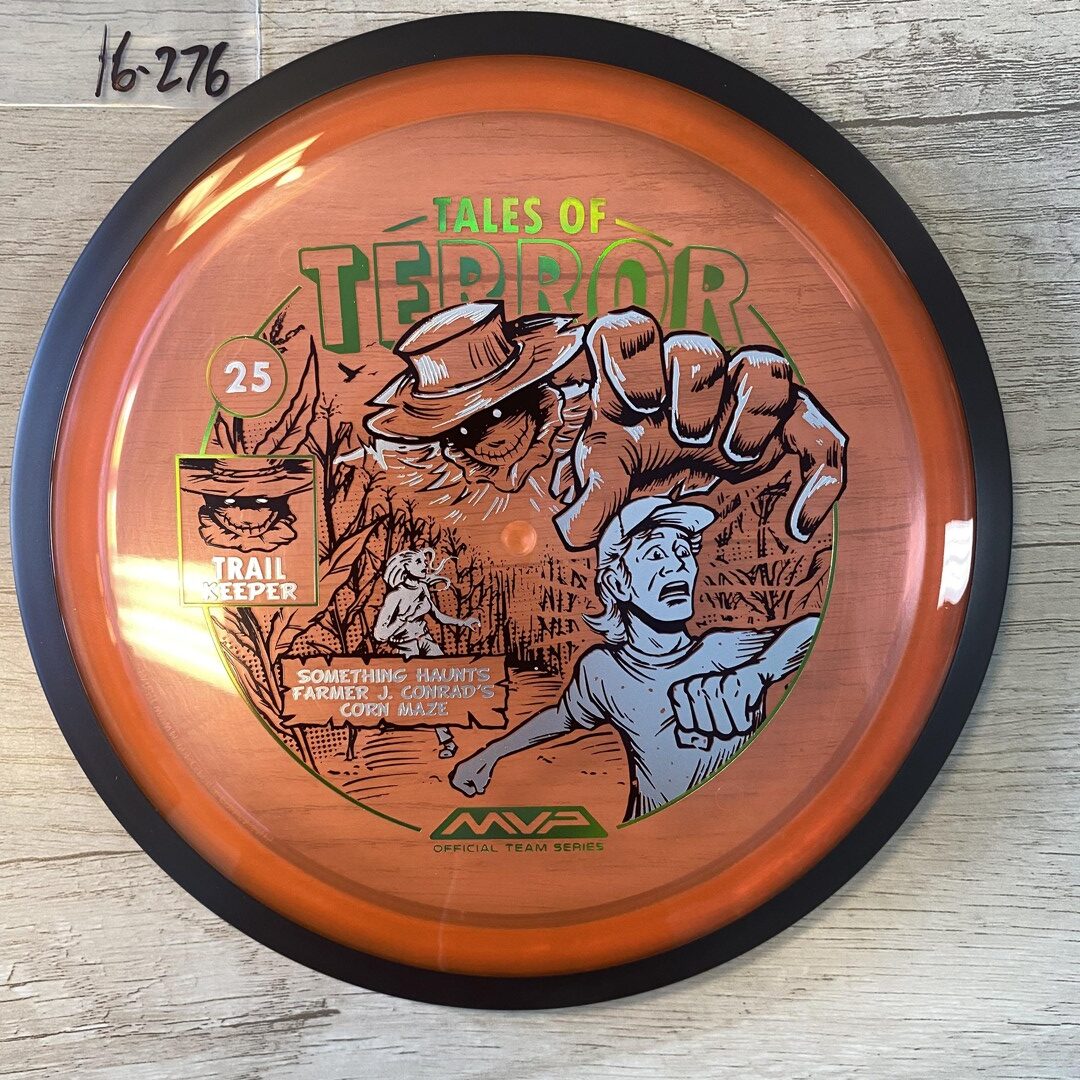 16-276
TALES OF
TERROR
25
TRAIL
KEEPER
SOMETHING HAUNTS
FARMER J. CONRAD'S
CORN MAZE
MVP
OFFICIAL TEAM SERIES